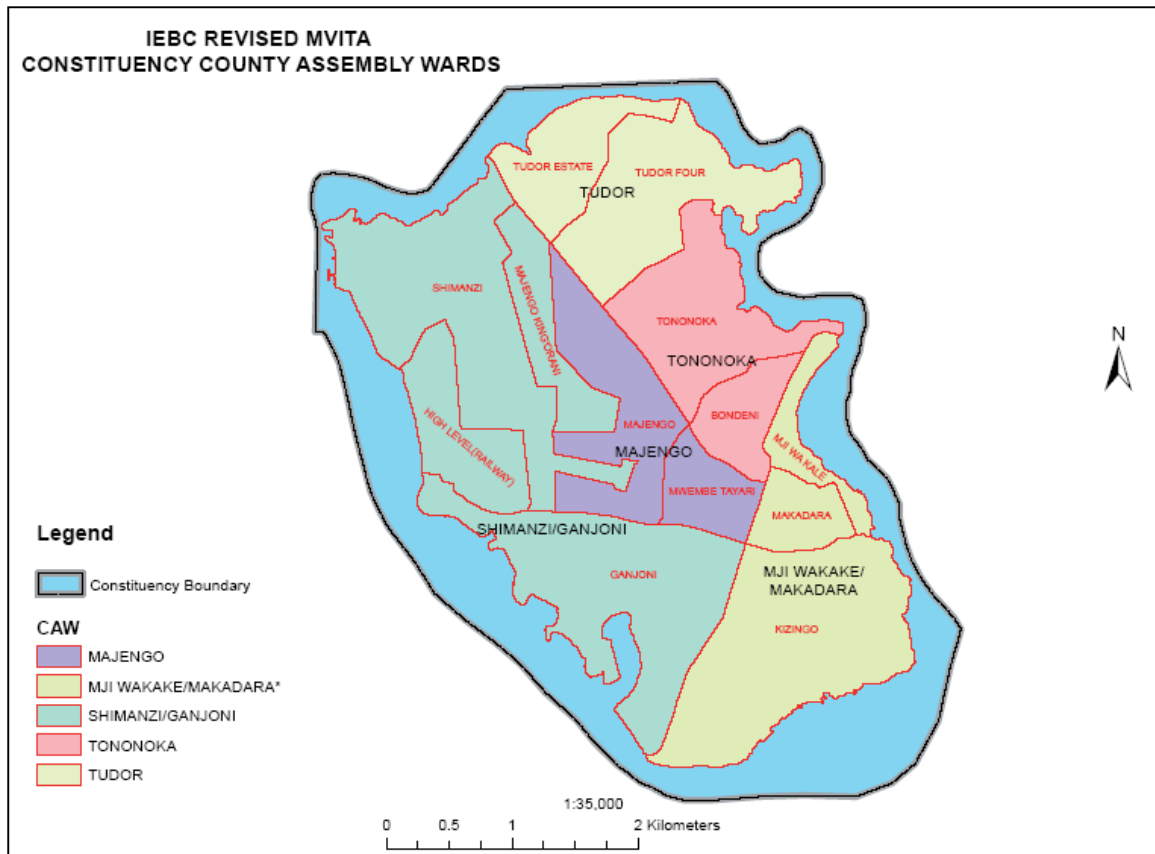 IEBC REVISED MVITA
CONSTITUENCY COUNTY ASSEMBLY WARDS
TUDOR ESTATE
TUDOR FOUR
TUDOR
SHIMANZI
MAJENGO KING'ORANI
TONONOKA
TONONOKA
BONDENI
MAJENGO
MAJENGO
HIGH LEVEL(RAILWAY)
MJI WA KALE
MWEMBE TAYARI
MAKADARA
SHIMANZI/GANJONI
GANJONI
MJI WAKAKE/
MAKADARA
KIZINGO
N
Legend
Constituency Boundary
CAW
MAJENGO
MJI WAKAKE/MAKADARA*
SHIMANZI/GANJONI
TONONOKA
TUDOR
1:35,000
0 0.5 1 2 Kilometers